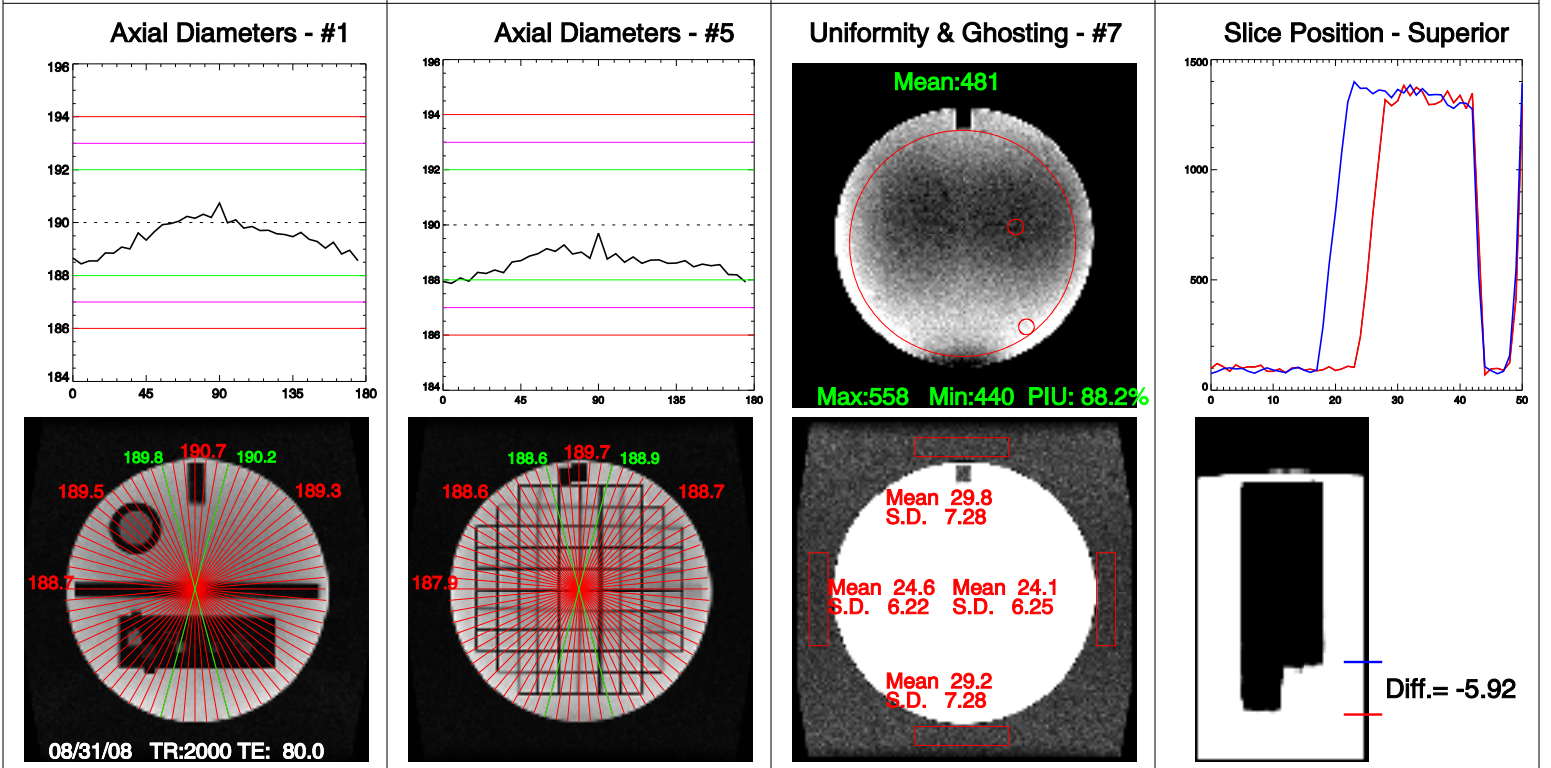 Axial Diameters - #1
Axial Diameters - #5
Uniformity & Ghosting - #7
Slice Position - Superior
196
194
192
190
188
186
184
0 45 90 135 180
196
194
192
190
188
186
184
0 45 90 135 180
Mean:481
Max:558 Min:440 PIU: 88.2%
1500
1000
500
0
0 10 20 30 40 50
189.8 190.7 190.2
189.5 189.3
188.7
08/31/08 TR:2000 TE: 80.0
188.6 189.7 188.9
188.6 188.7
187.9
Mean 29.8
S.D. 7.28
Mean 24.6 Mean 24.1
S.D. 6.22 S.D. 6.25
Mean 29.2
S.D. 7.28
Diff.= -5.92